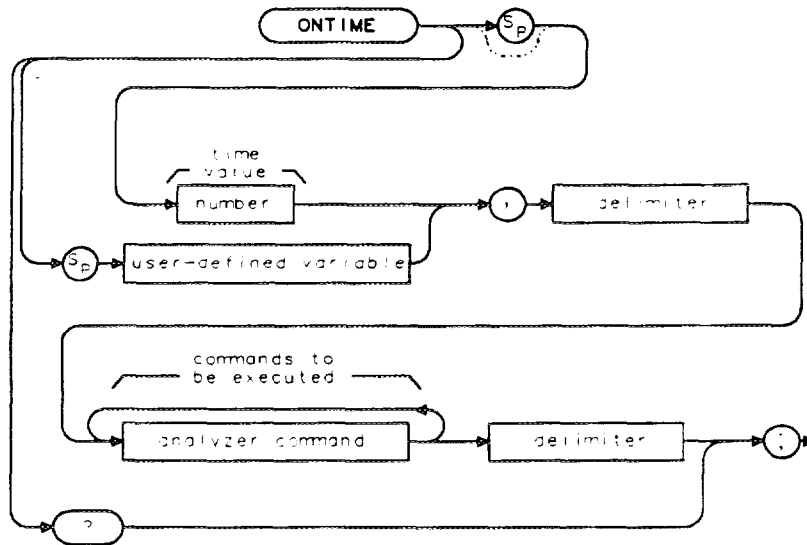 ONTIME
Sp
time
value
number
,
delimiter
Sp
user-defined variable
commands to
be executed
analyzer command
delimiter
;
?